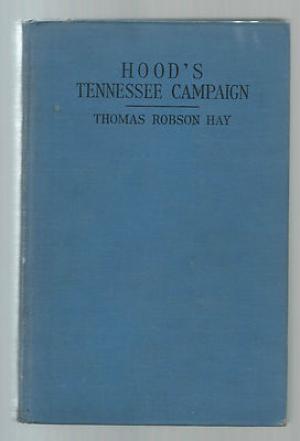 HOOD'S
TENNESSEE CAMPAIGN
THOMAS ROBSON HAY